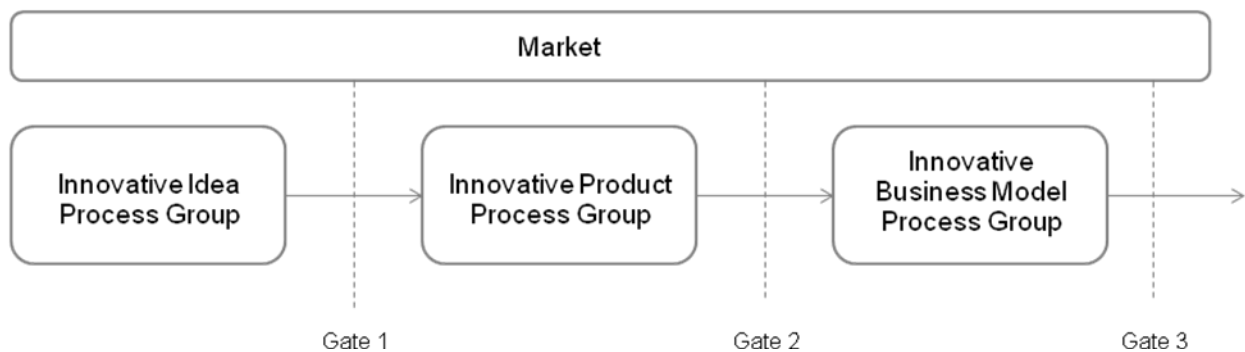 Market
Innovative Idea
Process Group
Innovative Product
Process Group
Innovative
Business Model
Process Group
Gate 1
Gate 2
Gate 3